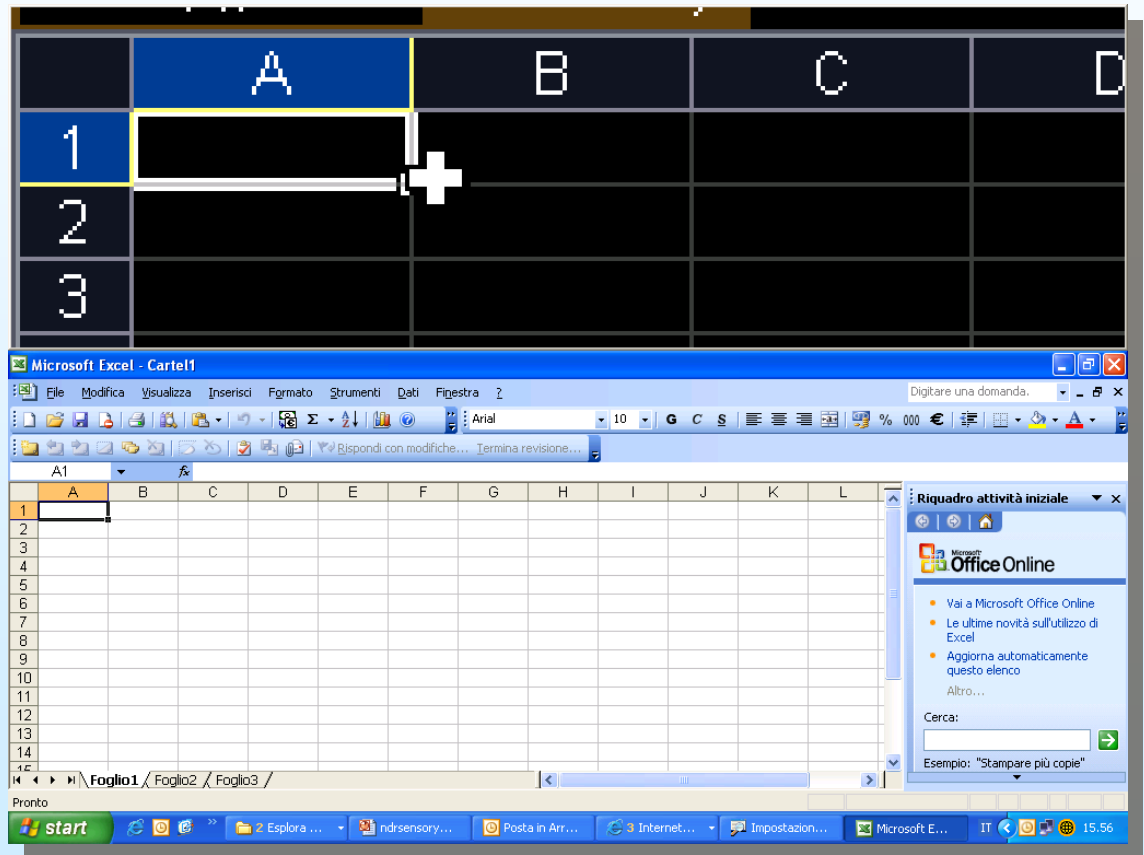 A B C D
1
2
3
Microsoft Excel - Cartel1
File Modifica Visualizza Inserisci Formato Strumenti Dati Finestra ? Digitare una domanda.
Arial 10 G C S % 000 €
Rispondi con modifiche... Termina revisione...
A1 fx
A B C D E F G H I J K L
1
2
3
4
5
6
7
8
9
10
11
12
13
14
15
Riquadro attività iniziale
Microsoft
Office Online
Vai a Microsoft Office Online
Le ultime novità sull'utilizzo di
Excel
Aggiorna automaticamente
questo elenco
Altro...
Cerca:
Esempio: "Stampare più copie"
Foglio1 Foglio2 Foglio3
Pronto
start 2 Esplora ... ndrsensory... Posta in Arr... 3 Internet... Impostazion... Microsoft E... IT 15.56